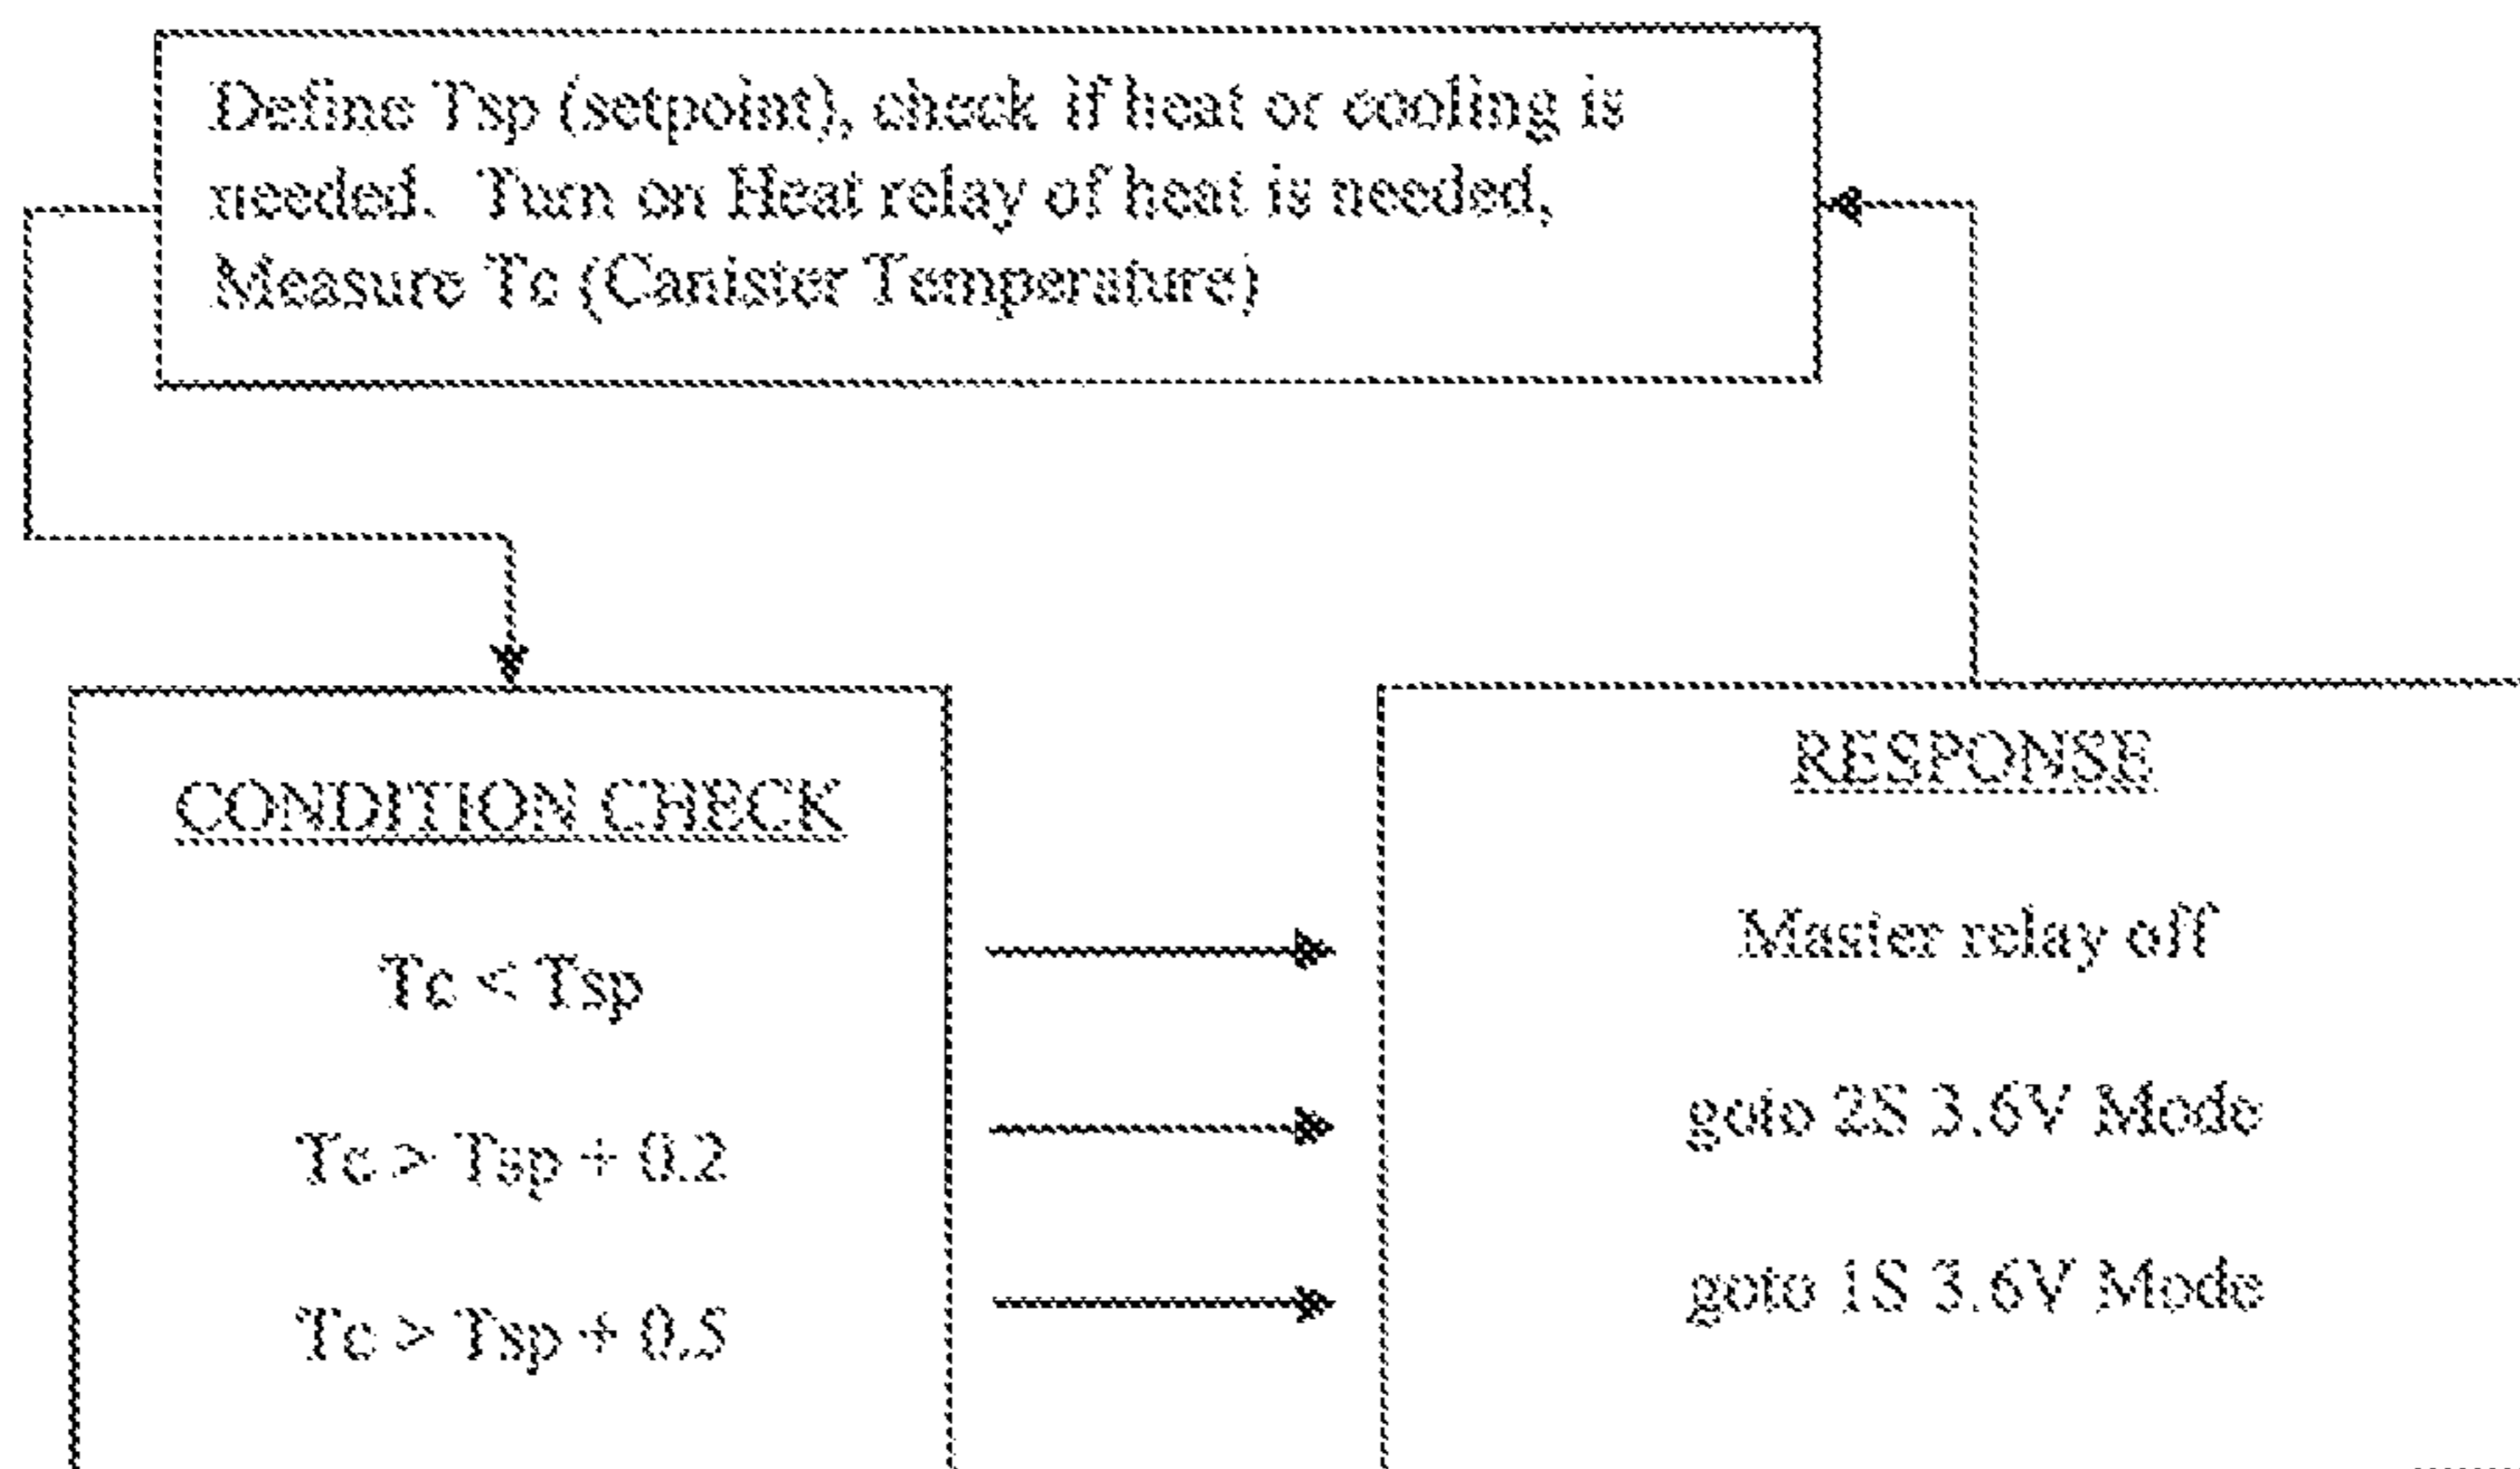 Define Tsp (setpoint), check if heat or cooling is
needed. Turn on Heat relay of heat is needed,
Measure Tc (Canister Temperature)
CONDITION CHECK
Tc < Tsp
Tc > Tsp + 0.2
Tc > Tsp + 0.5
RESPONSE
Master relay off
goto 2S 3.6V Mode
goto 1S 3.6V Mode